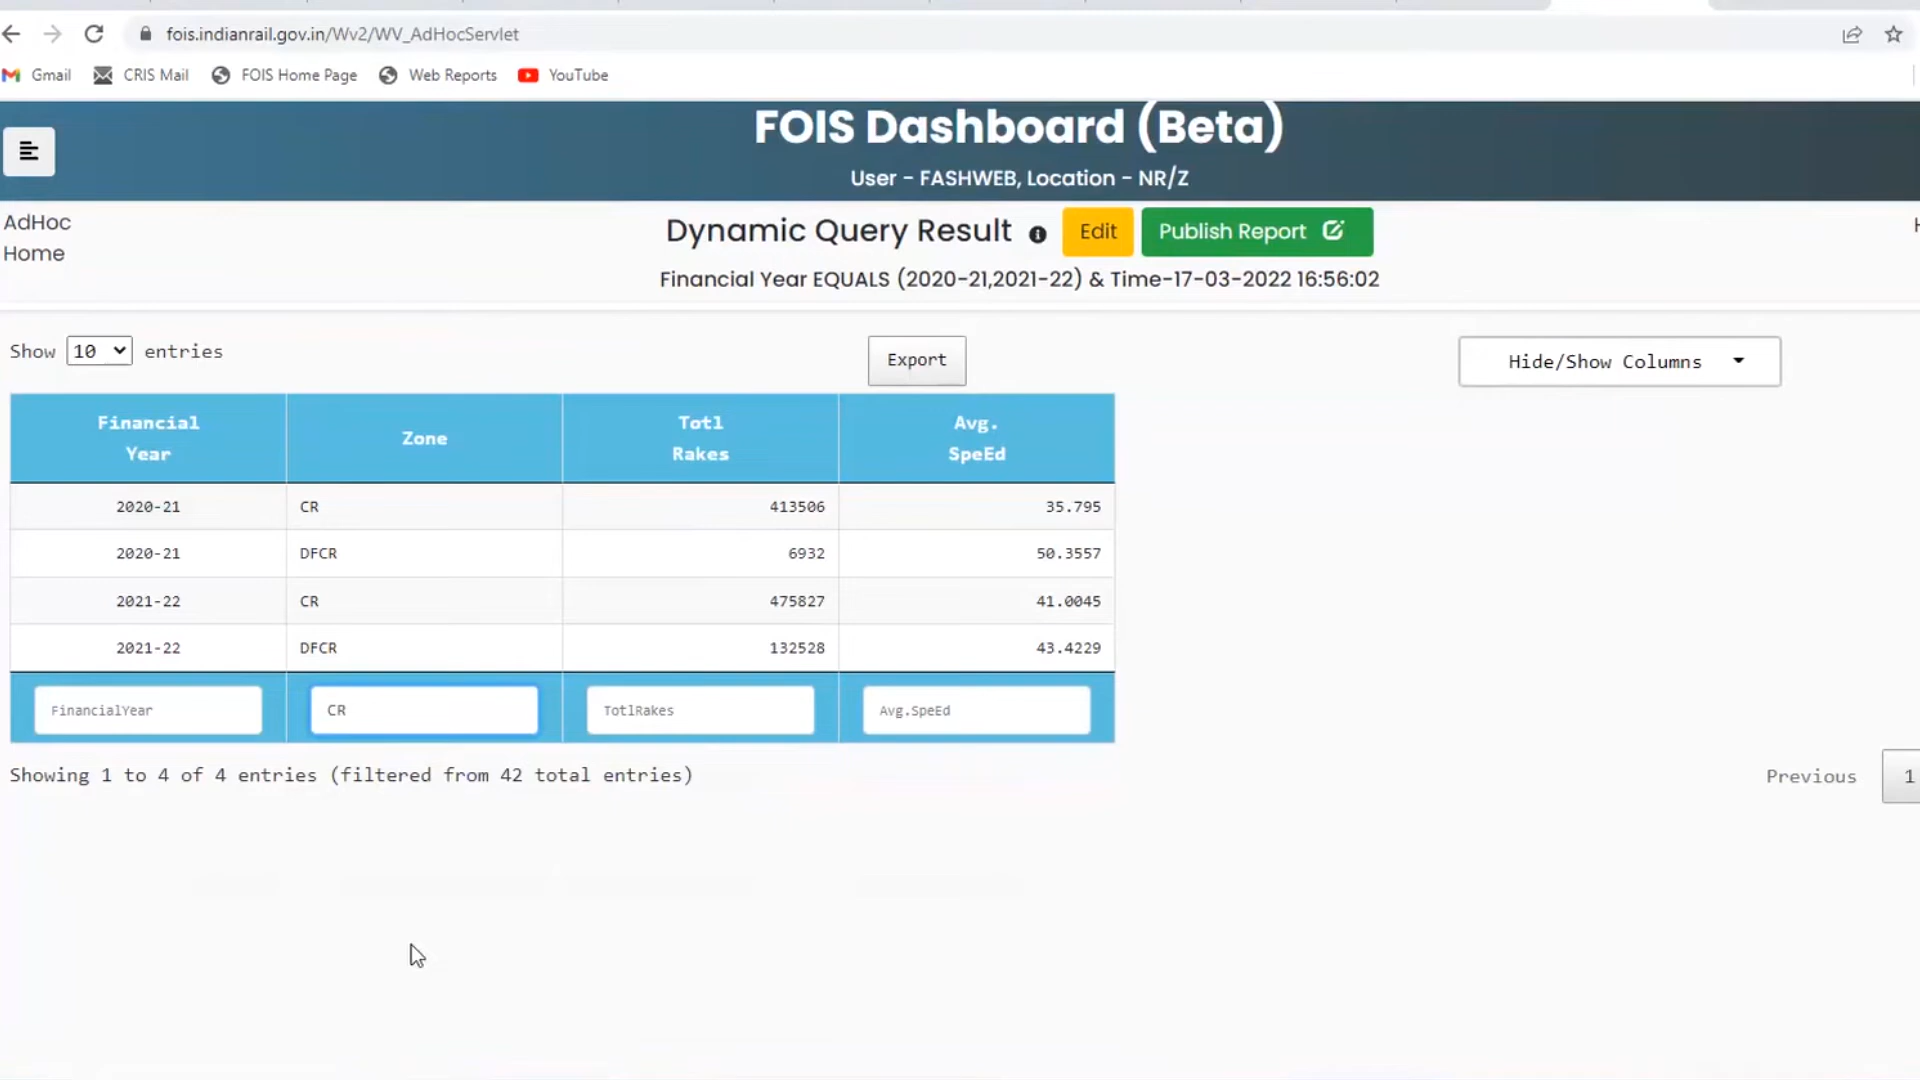 fois.indianrail.gov.in/Wv2/WV_AdHocServlet
Gmail CRIS Mail FOIS Home Page Web Reports YouTube
FOIS Dashboard (Beta)
User - FASHWEB, Location - NR/Z
AdHoc
Home
Dynamic Query Result Edit Publish Report
Financial Year EQUALS (2020-21,2021-22) & Time-17-03-2022 16:56:02
Show 10 entries
Export
Hide/Show Columns
Financial Year Zone Totl Rakes Avg. SpeEd
2020-21 CR 413506 35.795
2020-21 DFCR 6932 50.3557
2021-22 CR 475827 41.0045
2021-22 DFCR 132528 43.4229
FinancialYear CR TotlRakes Avg.SpeEd
Showing 1 to 4 of 4 entries (filtered from 42 total entries)
Previous 1